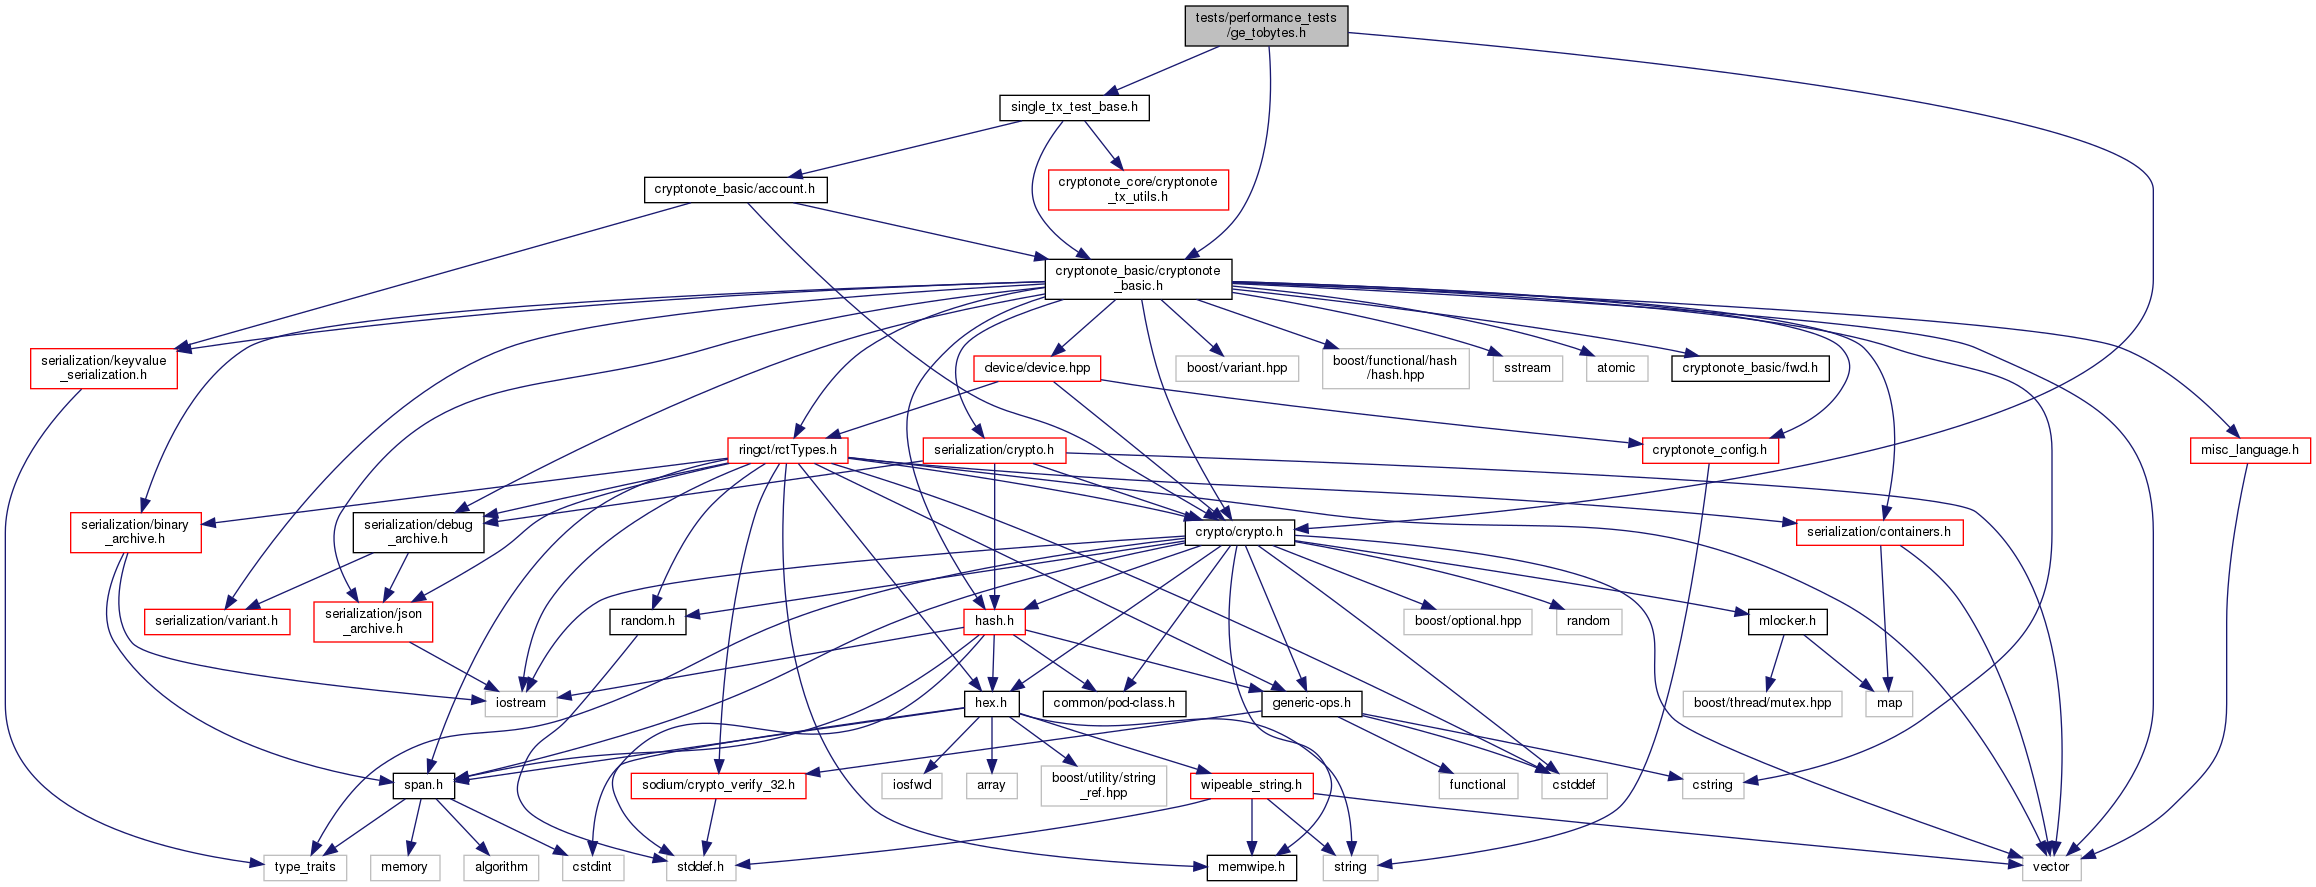 tests/performance_tests
/ge_tobytes.h
single_tx_test_base.h
cryptonote_basic/account.h
cryptonote_core/cryptonote
_tx_utils.h
cryptonote_basic/cryptonote
_basic.h
serialization/keyvalue
_serialization.h
device/device.hpp
boost/variant.hpp
boost/functional/hash
/hash.hpp
sstream
atomic
cryptonote_basic/fwd.h
ringct/rctTypes.h
serialization/crypto.h
cryptonote_config.h
misc_language.h
serialization/binary
_archive.h
serialization/debug
_archive.h
crypto/crypto.h
serialization/containers.h
serialization/variant.h
serialization/json
_archive.h
random.h
hash.h
boost/optional.hpp
random
mlocker.h
iostream
hex.h
common/pod-class.h
generic-ops.h
boost/thread/mutex.hpp
map
span.h
sodium/crypto_verify_32.h
iosfwd
array
boost/utility/string
_ref.hpp
wipeable_string.h
functional
cstddef
cstring
type_traits
memory
algorithm
cstdint
stddef.h
memwipe.h
string
vector